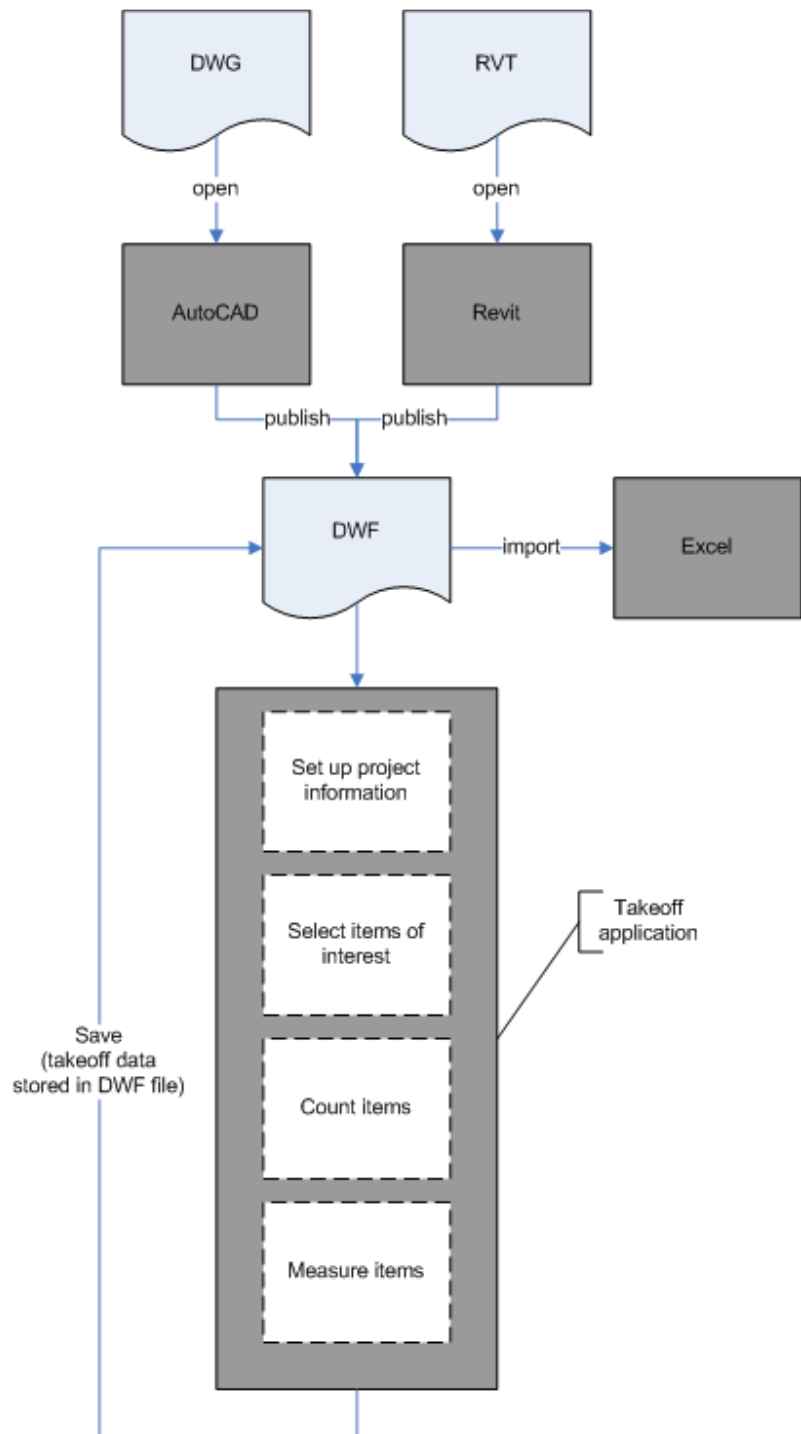 DWG
RVT
open
open
AutoCAD
Revit
publish
publish
DWF
import
Excel
Set up project
information
Select items of
interest
Takeoff
application
Save
(takeoff data
stored in DWF file)
Count items
Measure items